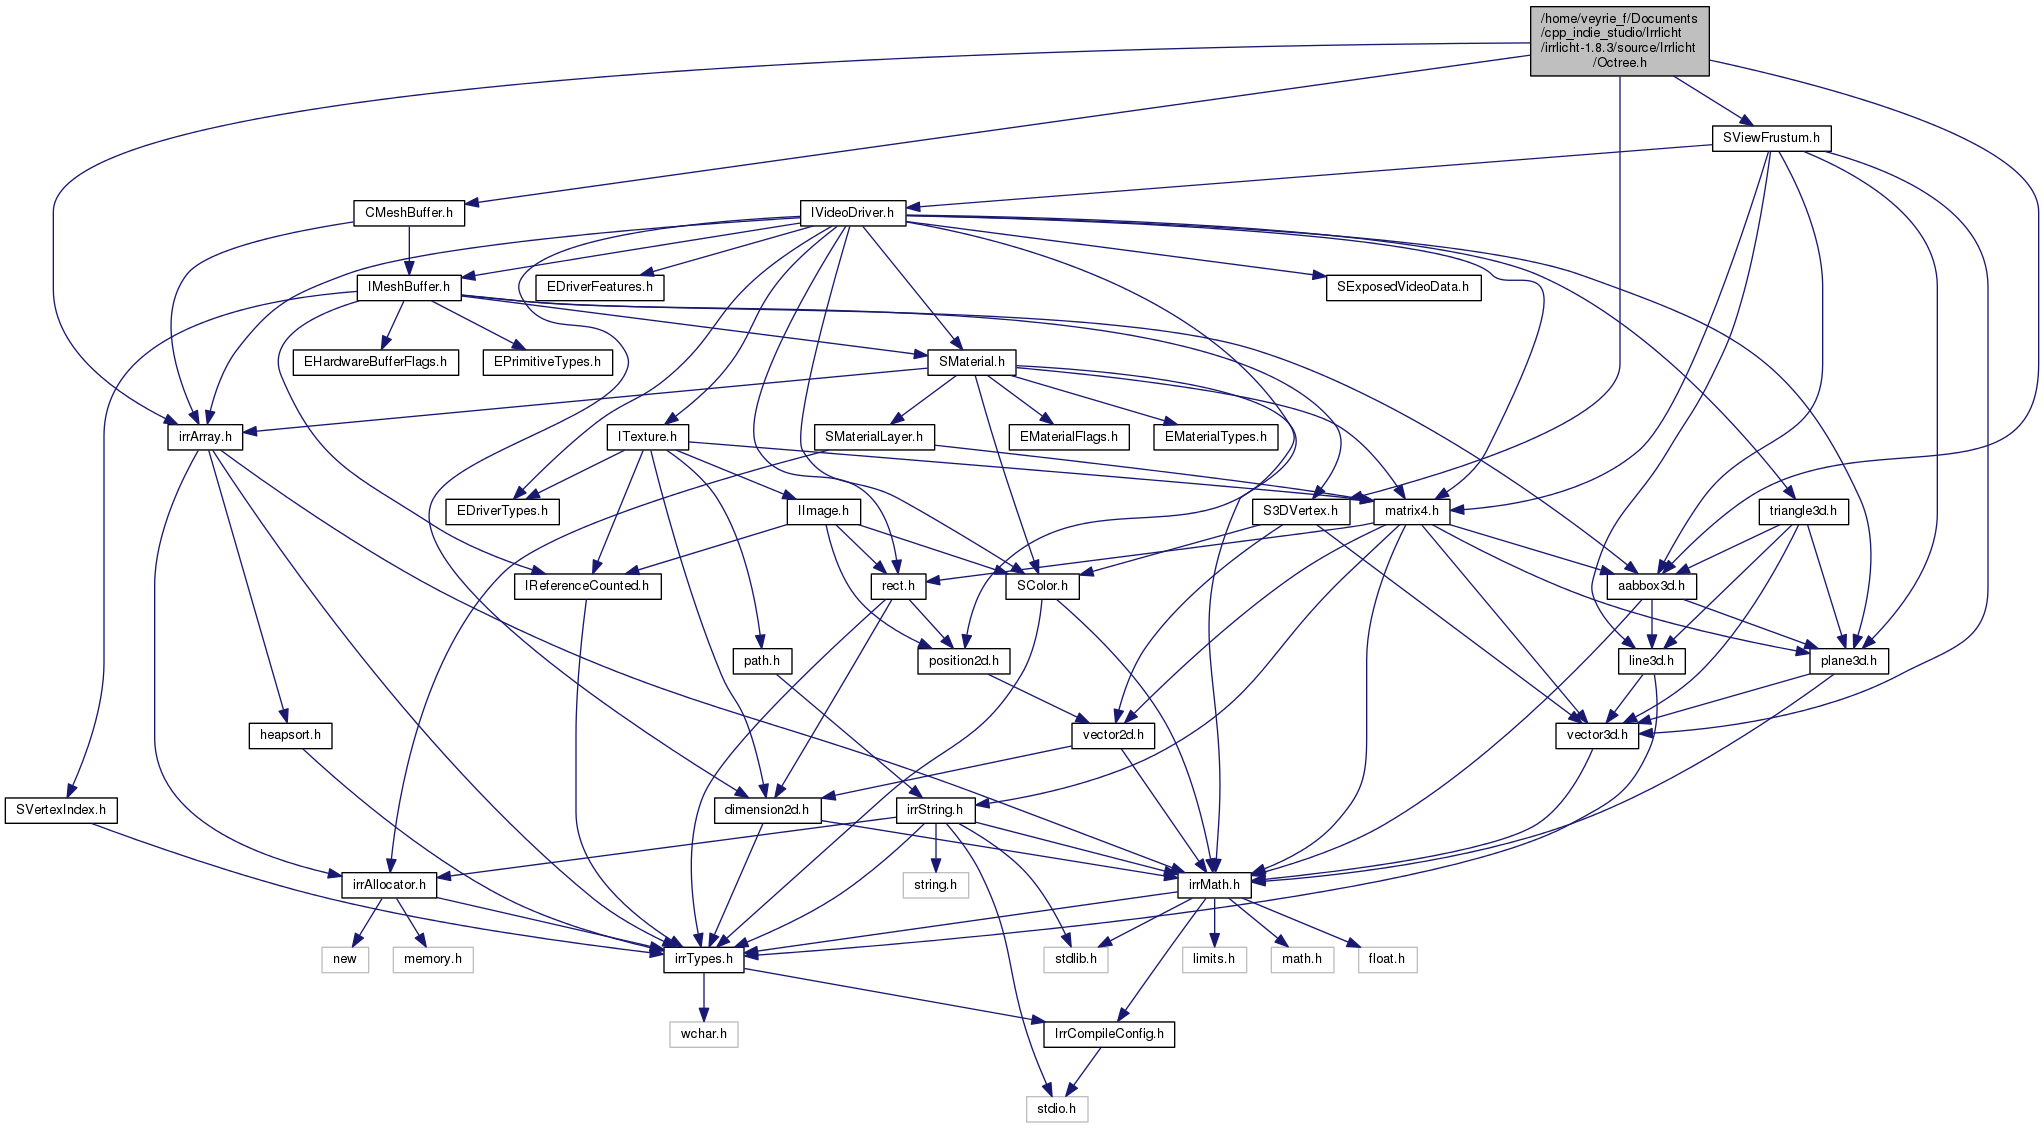 /home/veyrie_f/Documents
/cpp_indie_studio/Irrlicht
/irrlicht-1.8.3/source/Irrlicht
/Octree.h
SViewFrustum.h
CMeshBuffer.h
IVideoDriver.h
IMeshBuffer.h
EDriverFeatures.h
SExposedVideoData.h
EHardwareBufferFlags.h
EPrimitiveTypes.h
SMaterial.h
irrArray.h
ITexture.h
SMaterialLayer.h
EMaterialFlags.h
EMaterialTypes.h
EDriverTypes.h
IImage.h
S3DVertex.h
matrix4.h
triangle3d.h
IReferenceCounted.h
rect.h
SColor.h
aabbox3d.h
path.h
position2d.h
line3d.h
plane3d.h
heapsort.h
vector2d.h
vector3d.h
SVertexIndex.h
dimension2d.h
irrString.h
irrAllocator.h
string.h
irrMath.h
new
memory.h
irrTypes.h
stdlib.h
limits.h
math.h
float.h
wchar.h
IrrCompileConfig.h
stdio.h